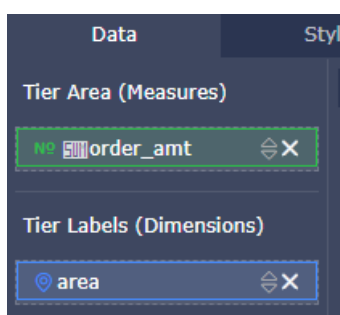 Data Styl
Tier Area (Measures)
Nº SUM order_amt
Tier Labels (Dimensions)
area